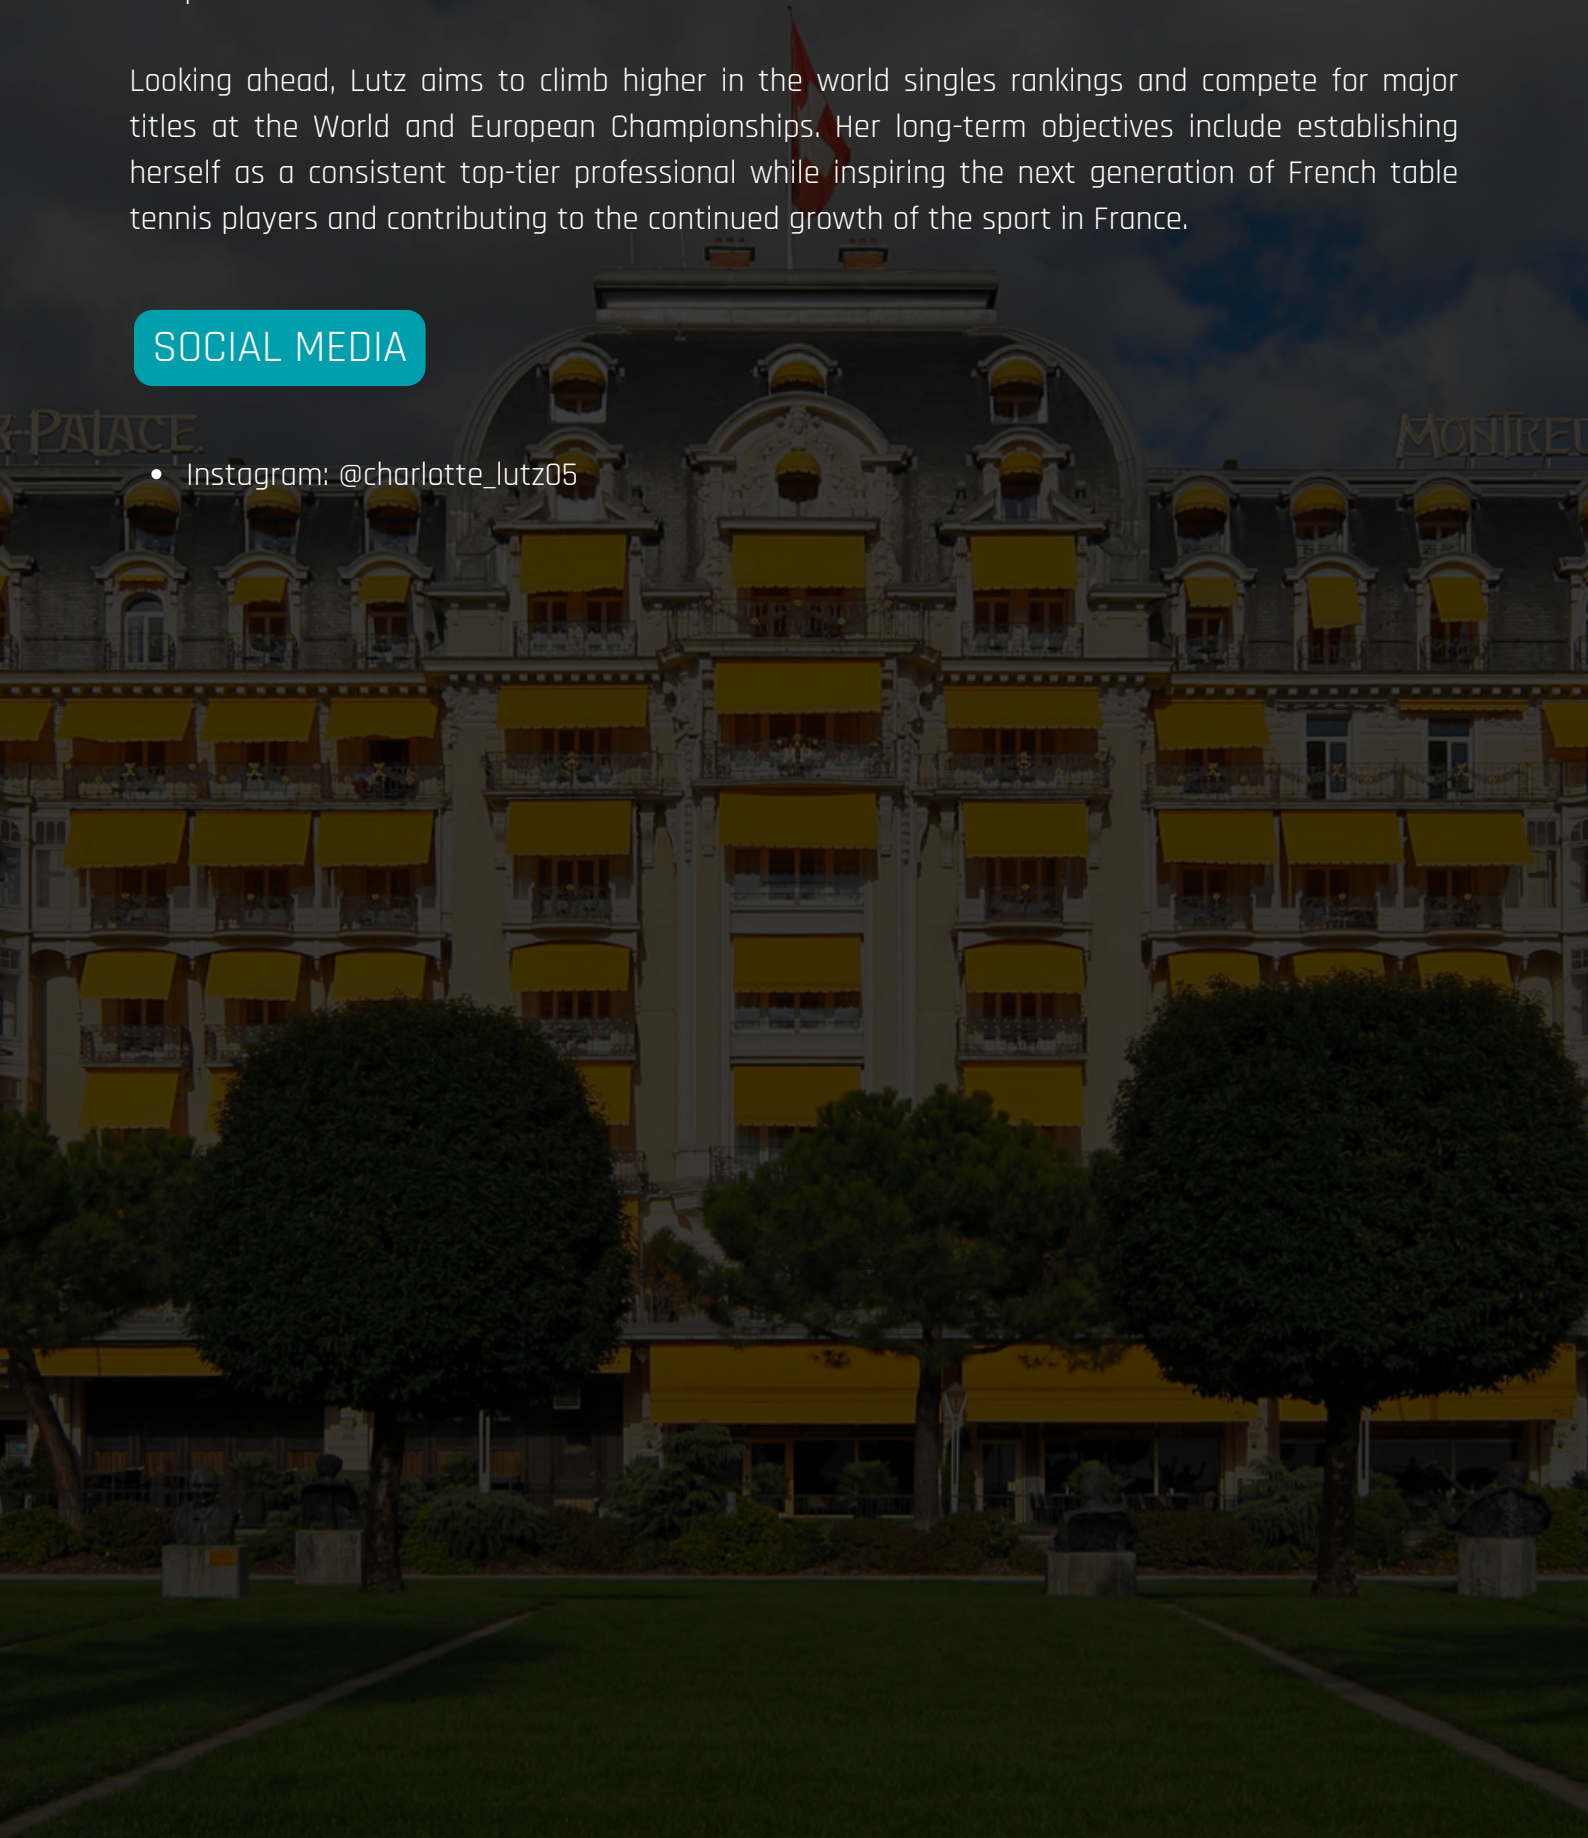 Looking ahead, Lutz aims to climb higher in the world singles rankings and compete for major
titles at the World and European Championships. Her long-term objectives include establishing
herself as a consistent top-tier professional while inspiring the next generation of French table
tennis players and contributing to the continued growth of the sport in France.
SOCIAL MEDIA
PALACE.
MONTREU
• Instagram: @charlotte_lutz05